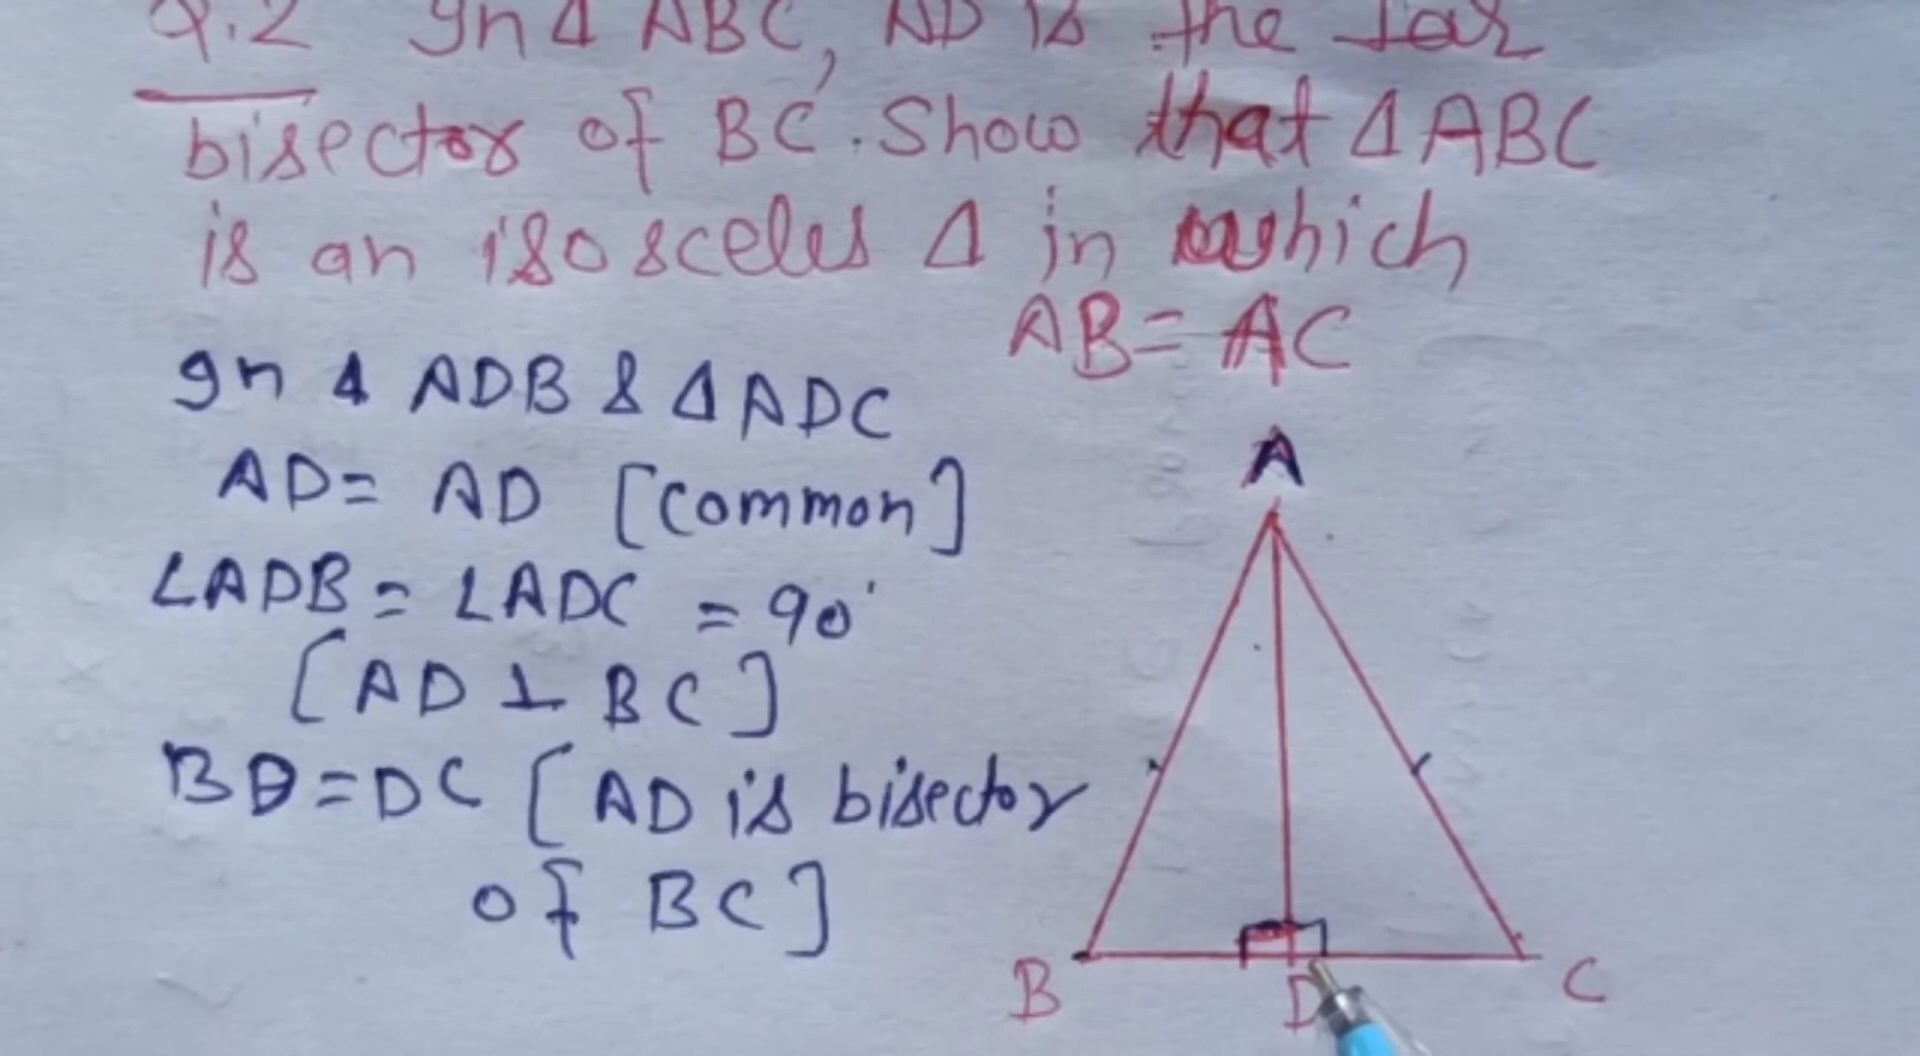 Q.2 In Δ ABC, AD is the ⊥ar
bisector of BC. Show that Δ ABC
is an isosceles Δ in which
AB = AC
In Δ ADB & Δ ADC
AD = AD [common]
∠ADB = ∠ADC = 90°
[AD ⊥ BC]
BD = DC [AD is bisector
of BC]
A
B
D
C